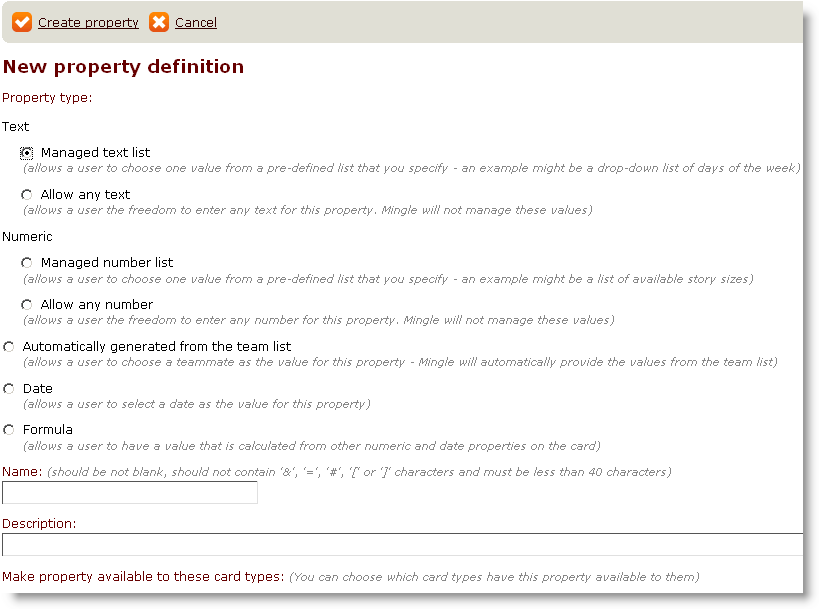 Create property Cancel
New property definition
Property type:
Text
Managed text list
(allows a user to choose one value from a pre-defined list that you specify - an example might be a drop-down list of days of the week)
Allow any text
(allows a user the freedom to enter any text for this property. Mingle will not manage these values)
Numeric
Managed number list
(allows a user to choose one value from a pre-defined list that you specify - an example might be a list of available story sizes)
Allow any number
(allows a user the freedom to enter any number for this property. Mingle will not manage these values)
Automatically generated from the team list
(allows a user to choose a teammate as the value for this property - Mingle will automatically provide the values from the team list)
Date
(allows a user to select a date as the value for this property)
Formula
(allows a user to have a value that is calculated from other numeric and date properties on the card)
Name: (should be not blank, should not contain '&', '=', '#', '[' or ']' characters and must be less than 40 characters)
Description:
Make property available to these card types: (You can choose which card types have this property available to them)